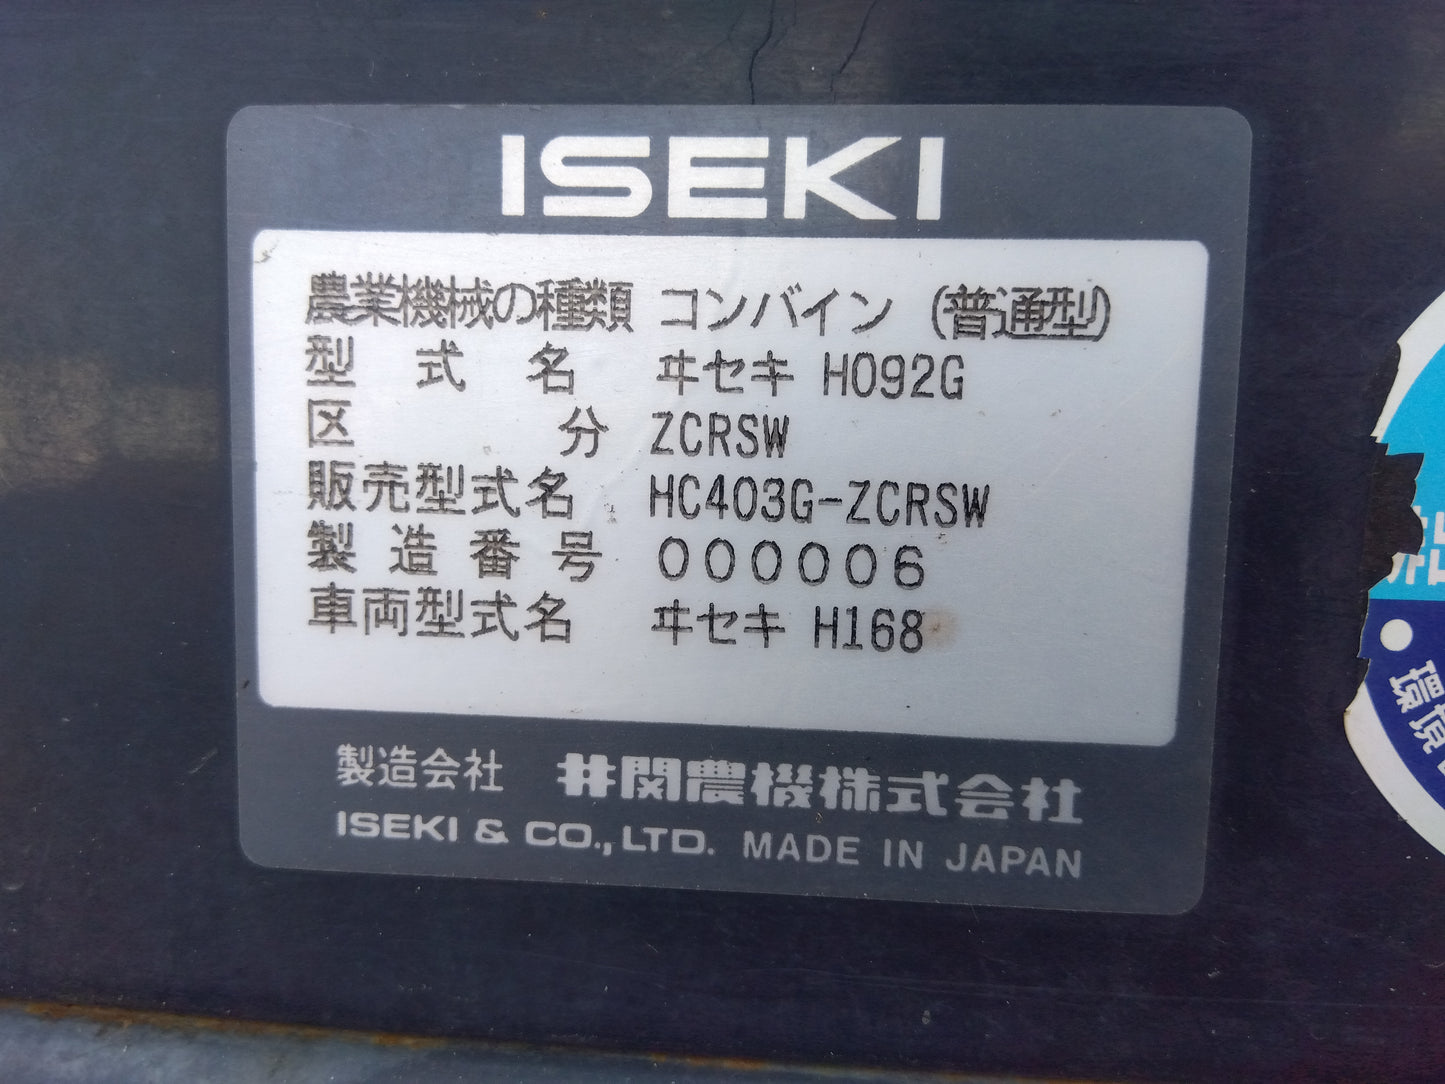 ISEKI
農業機械の種類 コンバイン (普通型)
型式名 ヰセキ H092G
区分 ZCRSW
販売型式名 HC403G-ZCRSW
製造番号 000006
車両型式名 ヰセキ H168
製造会社 井関農機株式会社
ISEKI & CO., LTD. MADE IN JAPAN
環境